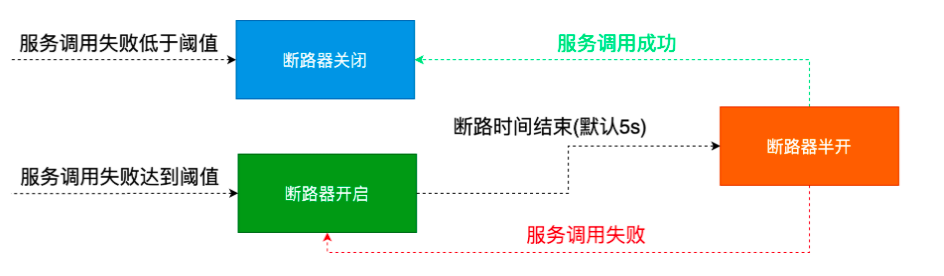 服务调用失败低于阈值
断路器关闭
服务调用成功
断路时间结束(默认5s)
断路器半开
服务调用失败达到阈值
断路器开启
服务调用失败